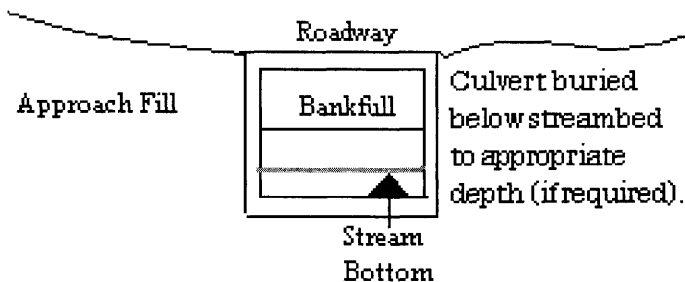 Roadway
Approach Fill
Bankfull
Culvert buried
below streambed
to appropriate
depth (if required).
Stream
Bottom